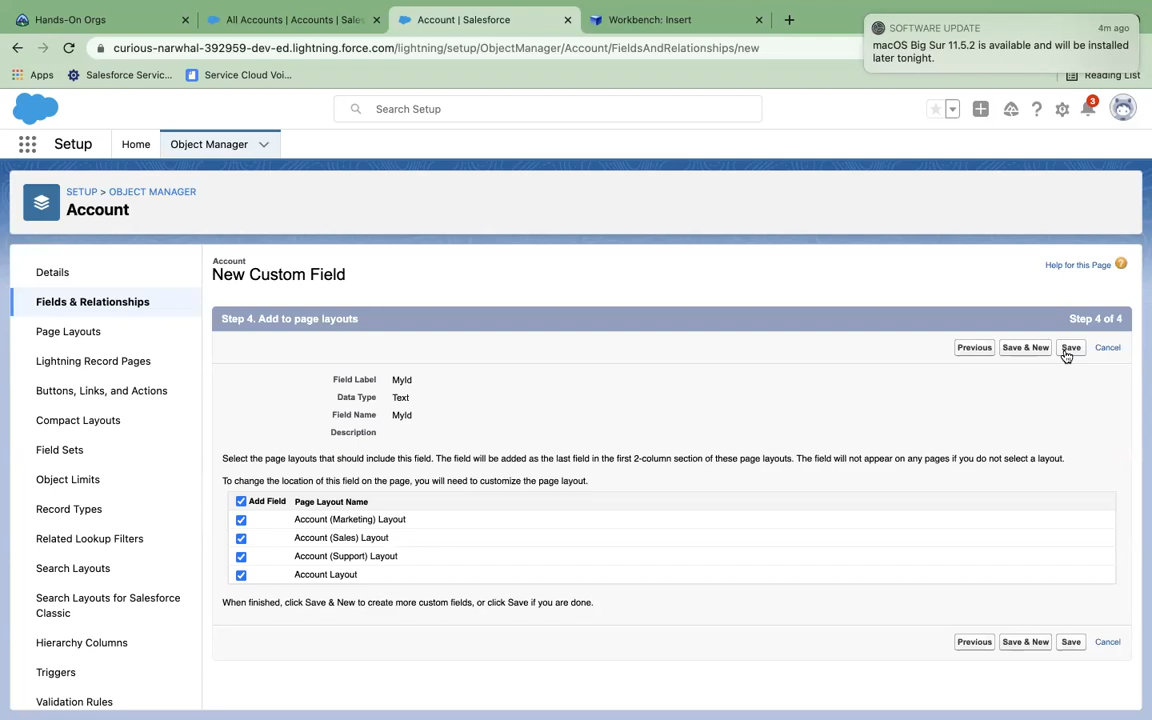 Hands-On Orgs
All Accounts | Accounts | Sales
Account | Salesforce
Workbench: Insert
SOFTWARE UPDATE
4m ago
macOS Big Sur 11.5.2 is available and will be installed
later tonight.
curious-narwhal-392959-dev-ed.lightning.force.com/lightning/setup/ObjectManager/Account/FieldsAndRelationships/new
Apps
Salesforce Servic...
Service Cloud Voi...
Reading List
Search Setup
3
Setup
Home
Object Manager
SETUP > OBJECT MANAGER
Account
Details
Fields & Relationships
Page Layouts
Lightning Record Pages
Buttons, Links, and Actions
Compact Layouts
Field Sets
Object Limits
Record Types
Related Lookup Filters
Search Layouts
Search Layouts for Salesforce
Classic
Hierarchy Columns
Triggers
Validation Rules
Account
New Custom Field
Help for this Page
Step 4. Add to page layouts
Step 4 of 4
Previous
Save & New
Save
Cancel
Field Label MyId
Data Type Text
Field Name MyId
Description
Select the page layouts that should include this field. The field will be added as the last field in the first 2-column section of these page layouts. The field will not appear on any pages if you do not select a layout.
To change the location of this field on the page, you will need to customize the page layout.
Add Field Page Layout Name
Account (Marketing) Layout
Account (Sales) Layout
Account (Support) Layout
Account Layout
When finished, click Save & New to create more custom fields, or click Save if you are done.
Previous
Save & New
Save
Cancel